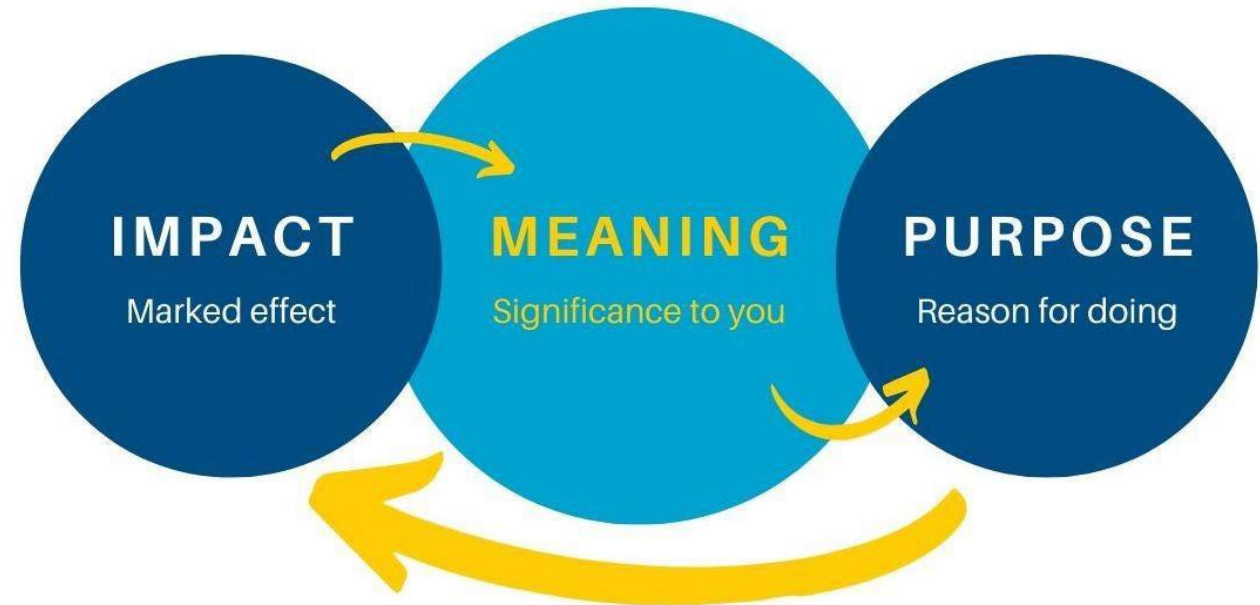 IMPACT
Marked effect
MEANING
Significance to you
PURPOSE
Reason for doing